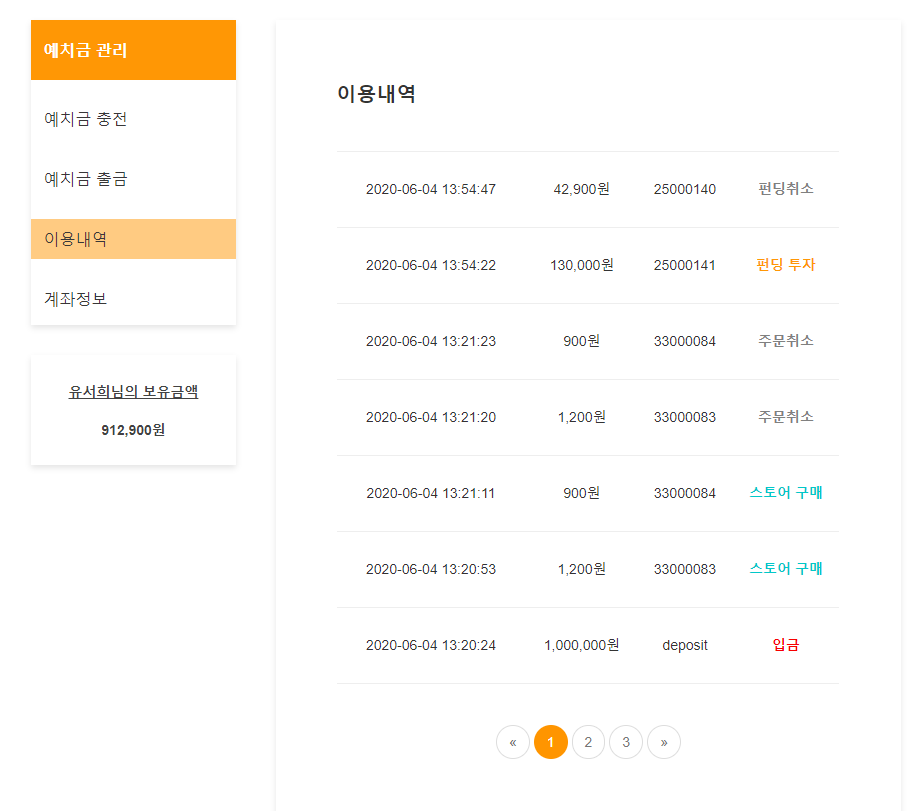 예치금 관리
예치금 충전
예치금 출금
이용내역
계좌정보
유서희님의 보유금액
912,900원
이용내역
2020-06-04 13:54:47 42,900원 25000140 펀딩취소
2020-06-04 13:54:22 130,000원 25000141 펀딩 투자
2020-06-04 13:21:23 900원 33000084 주문취소
2020-06-04 13:21:20 1,200원 33000083 주문취소
2020-06-04 13:21:11 900원 33000084 스토어 구매
2020-06-04 13:20:53 1,200원 33000083 스토어 구매
2020-06-04 13:20:24 1,000,000원 deposit 입금
« 1 2 3 »